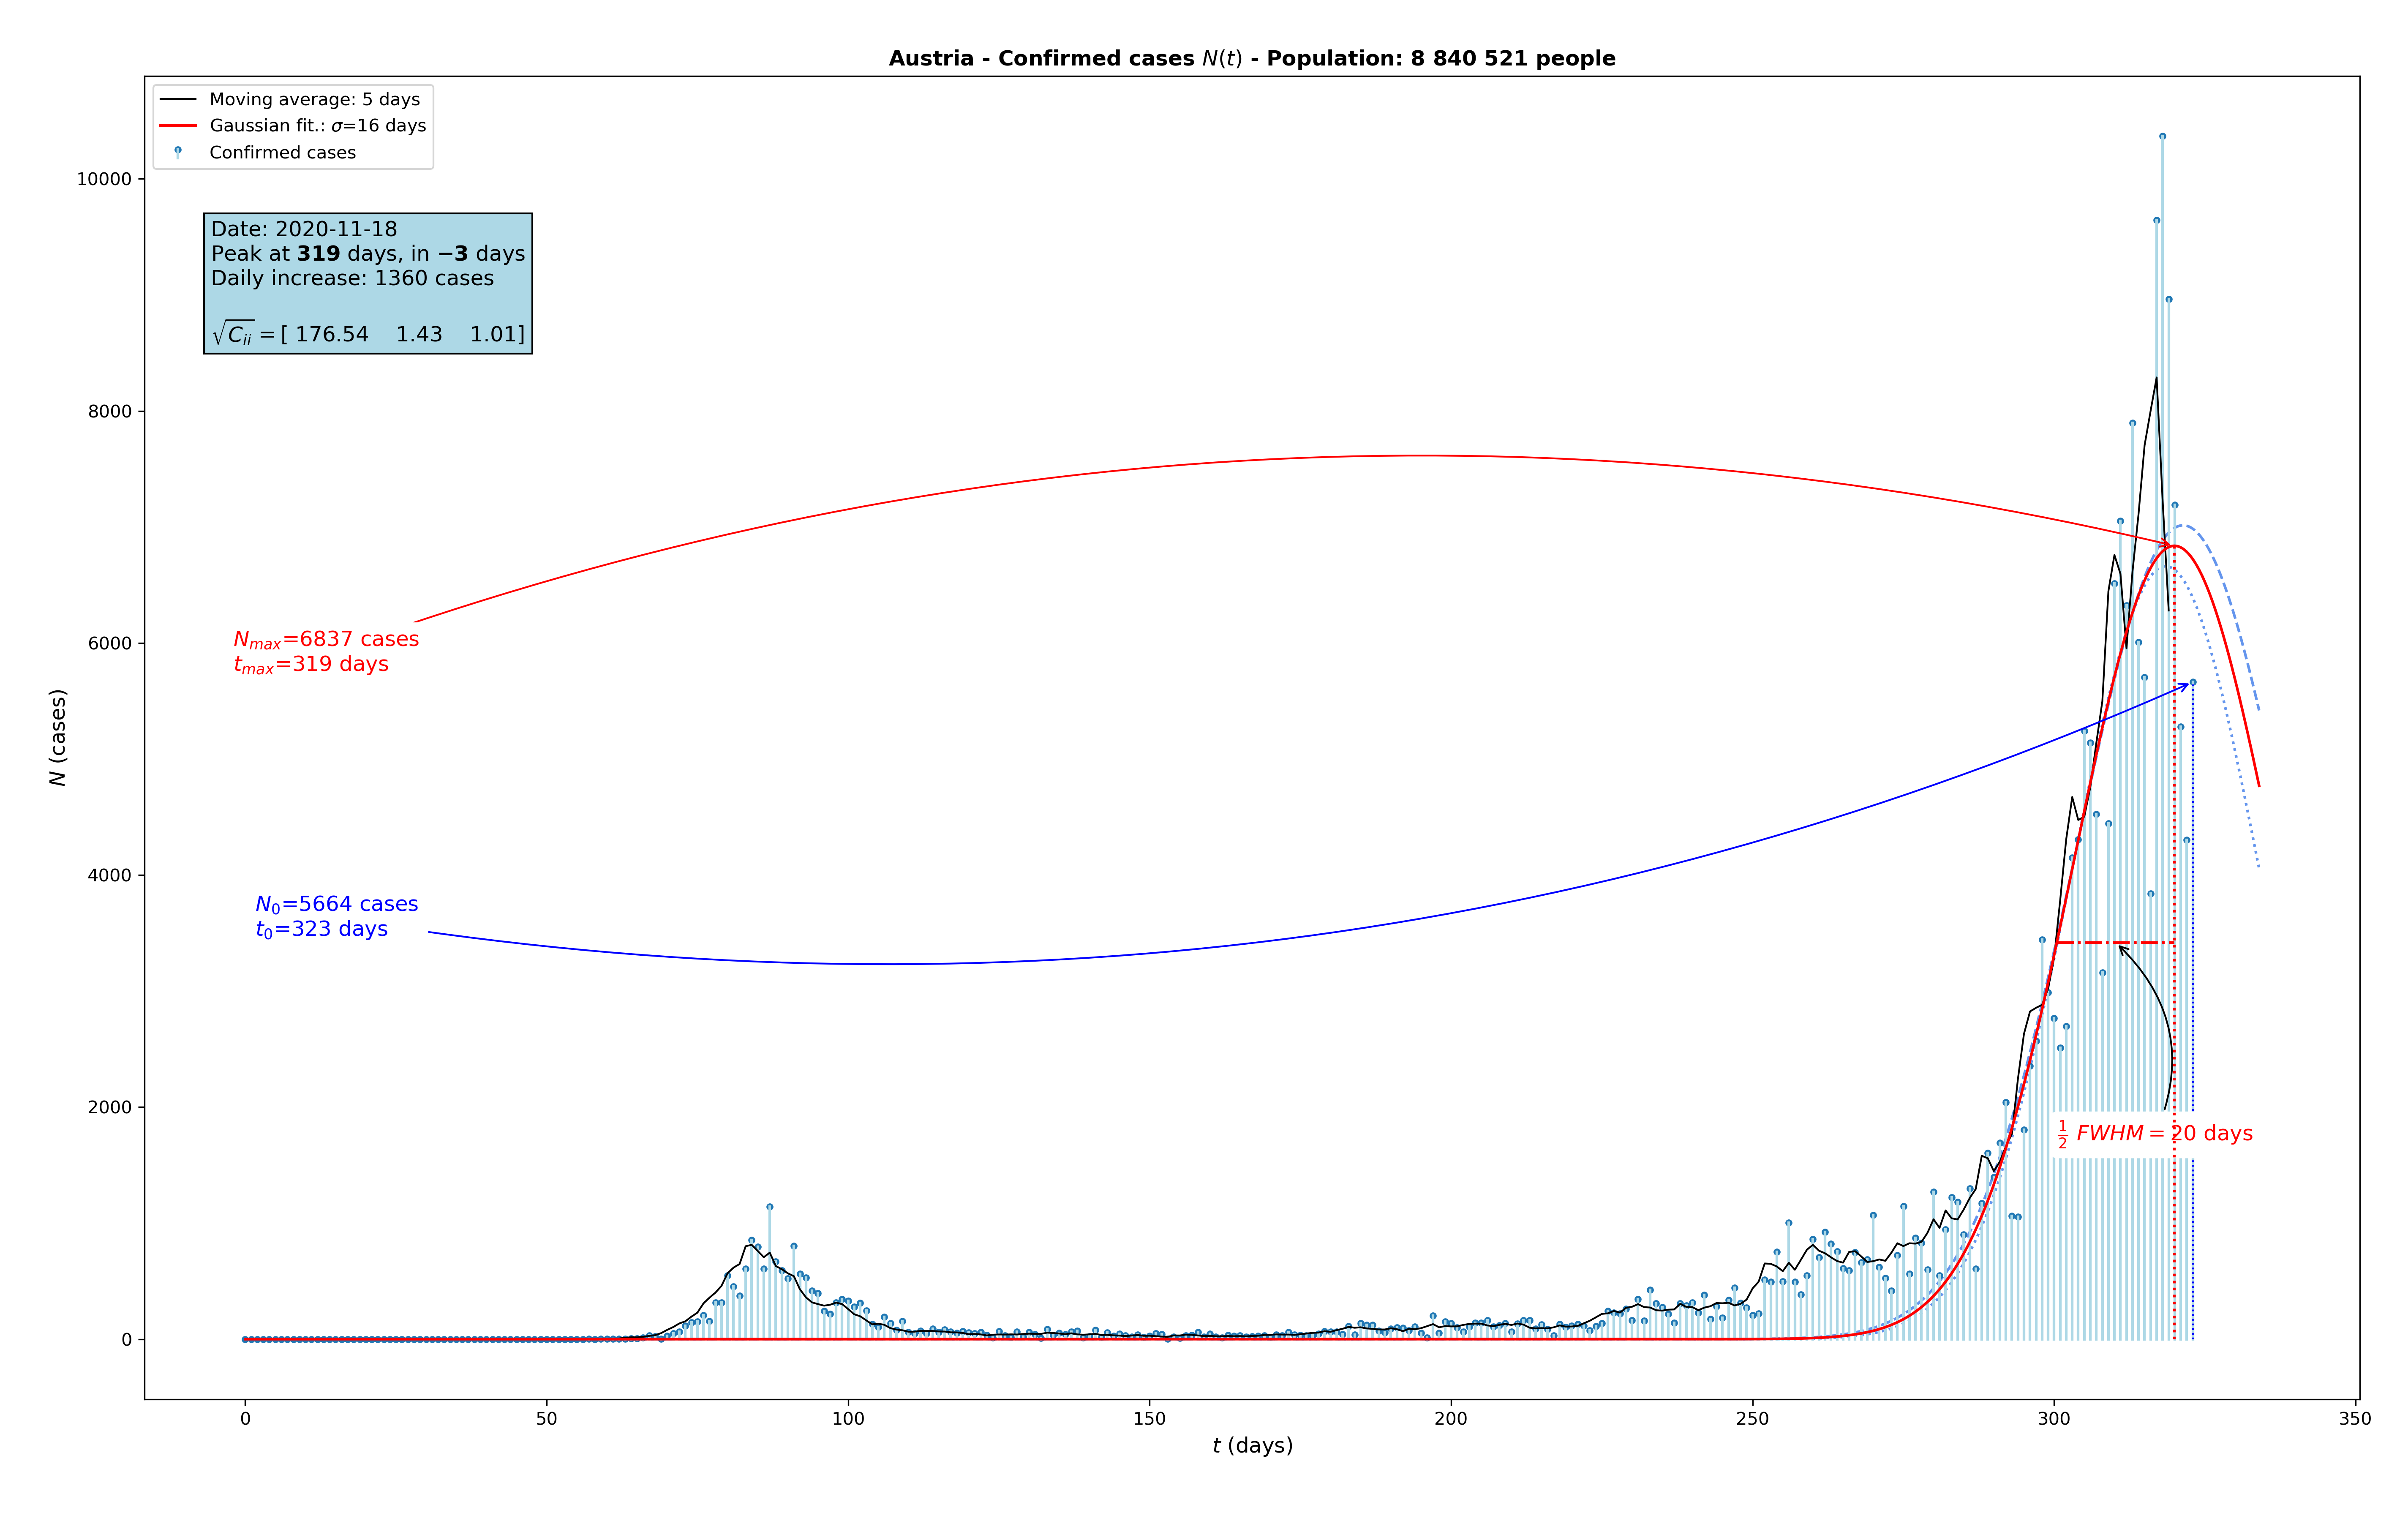 Austria - Confirmed cases N(t) - Population: 8 840 521 people
Moving average: 5 days
Gaussian fit.: σ=16 days
Confirmed cases
Date: 2020-11-18
Peak at 319 days, in −3 days
Daily increase: 1360 cases
√C_ii = [ 176.54 1.43 1.01]
N_max=6837 cases
t_max=319 days
N_0=5664 cases
t_0=323 days
1/2 FWHM = 20 days
N (cases)
10000
8000
6000
4000
2000
0
0 50 100 150 200 250 300 350
t (days)